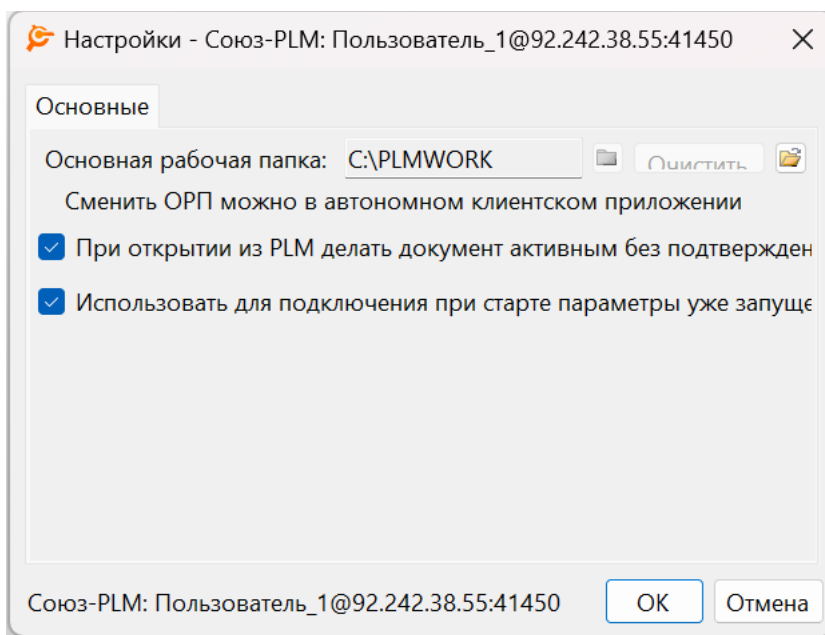 Настройки - Союз-PLM: Пользователь_1@92.242.38.55:41450
Основные
Основная рабочая папка: C:\PLMWORK Очистить
Сменить ОРП можно в автономном клиентском приложении
При открытии из PLM делать документ активным без подтвержден
Использовать для подключения при старте параметры уже запуще
Союз-PLM: Пользователь_1@92.242.38.55:41450 ОК Отмена